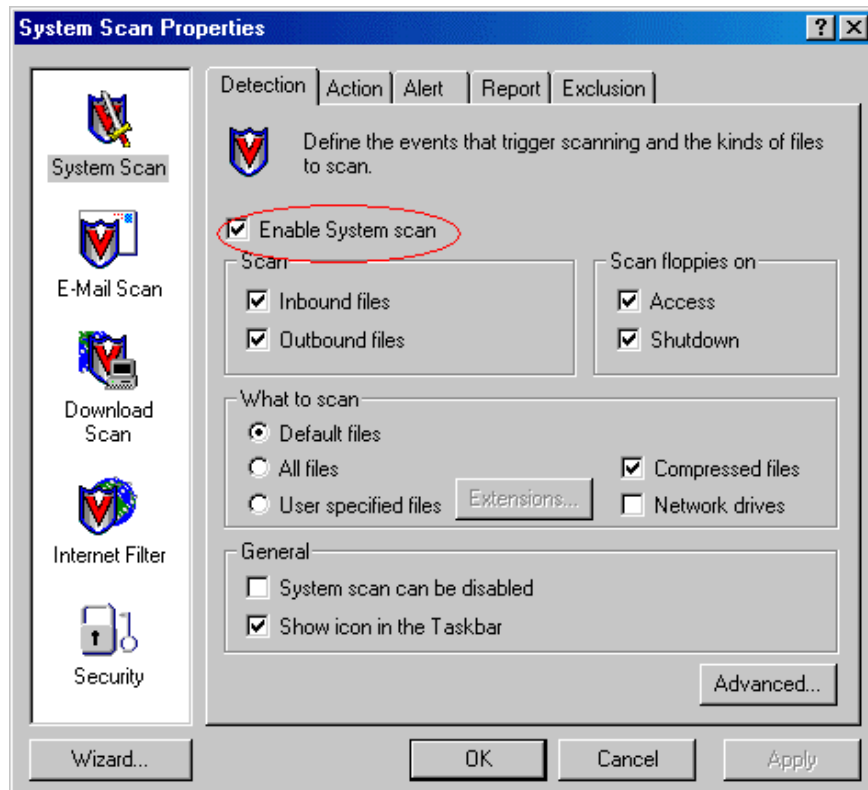 System Scan Properties
System Scan
E-Mail Scan
Download
Scan
Internet Filter
Security
Detection
Action
Alert
Report
Exclusion
Define the events that trigger scanning and the kinds of files
to scan.
Enable System scan
Scan
Inbound files
Outbound files
Scan floppies on
Access
Shutdown
What to scan
Default files
All files
User specified files
Extensions...
Compressed files
Network drives
General
System scan can be disabled
Show icon in the Taskbar
Advanced...
Wizard...
OK
Cancel
Apply